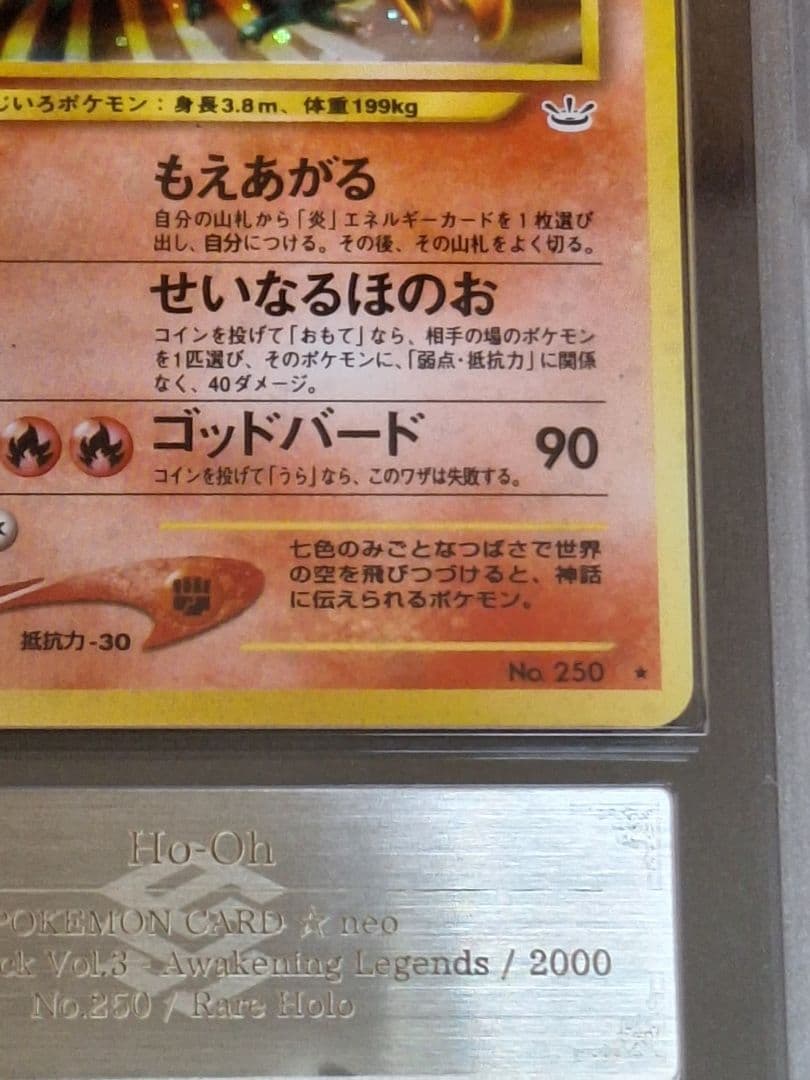 じいろポケモン：身長3.8m、体重199kg
もえあがる
自分の山札から「炎」エネルギーカードを1枚選び
出し、自分につける。その後、その山札をよく切る。
せいなるほのお
コインを投げて「おもて」なら、相手の場のポケモン
を1匹選び、そのポケモンに、「弱点・抵抗力」に関係
なく、40ダメージ。
ゴッドバード 90
コインを投げて「うら」なら、このワザは失敗する。
七色のみごとなつばさで世界
の空を飛びつづけると、神話
に伝えられるポケモン。
抵抗力-30
No. 250 ★
Ho-Oh
POKEMON CARD ☆ neo
ck Vol.3 - Awakening Legends / 2000
No.250 / Rare Holo